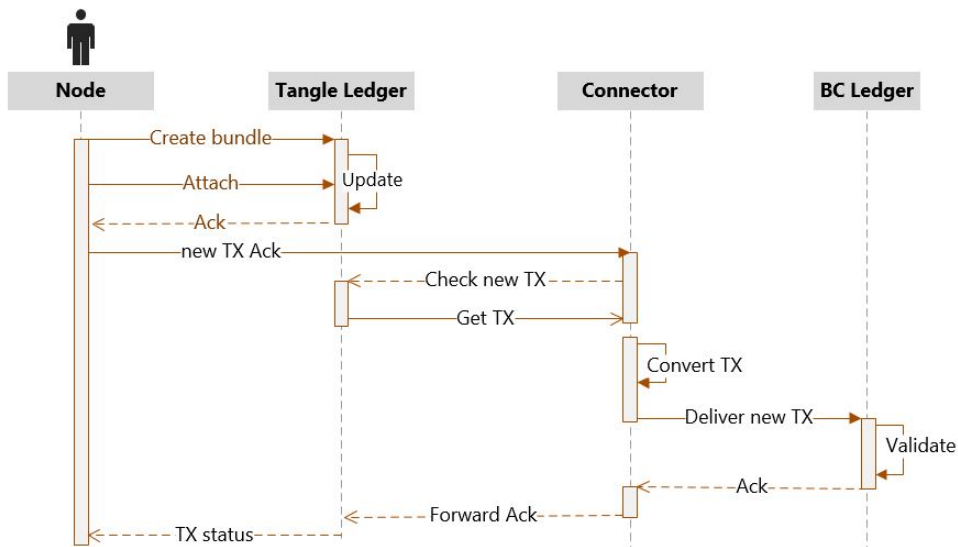 Node
Tangle Ledger
Connector
BC Ledger
Create bundle
Update
Attach
Ack
new TX Ack
Check new TX
Get TX
Convert TX
Deliver new TX
Validate
Ack
Forward Ack
TX status